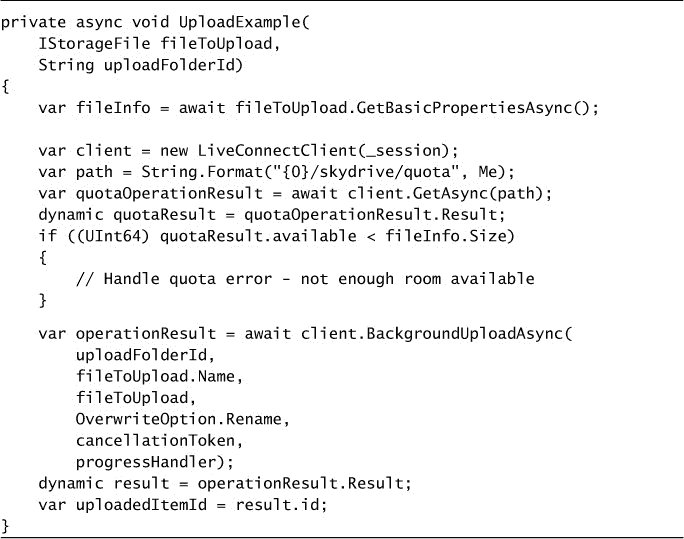 private async void UploadExample(
    IStorageFile fileToUpload,
    String uploadFolderId)
{
    var fileInfo = await fileToUpload.GetBasicPropertiesAsync();

    var client = new LiveConnectClient(_session);
    var path = String.Format("{0}/skydrive/quota", Me);
    var quotaOperationResult = await client.GetAsync(path);
    dynamic quotaResult = quotaOperationResult.Result;
    if ((UInt64) quotaResult.available < fileInfo.Size)
    {
        // Handle quota error – not enough room available
    }

    var operationResult = await client.BackgroundUploadAsync(
        uploadFolderId,
        fileToUpload.Name,
        fileToUpload,
        OverwriteOption.Rename,
        cancellationToken,
        progressHandler);
    dynamic result = operationResult.Result;
    var uploadedItemId = result.id;
}